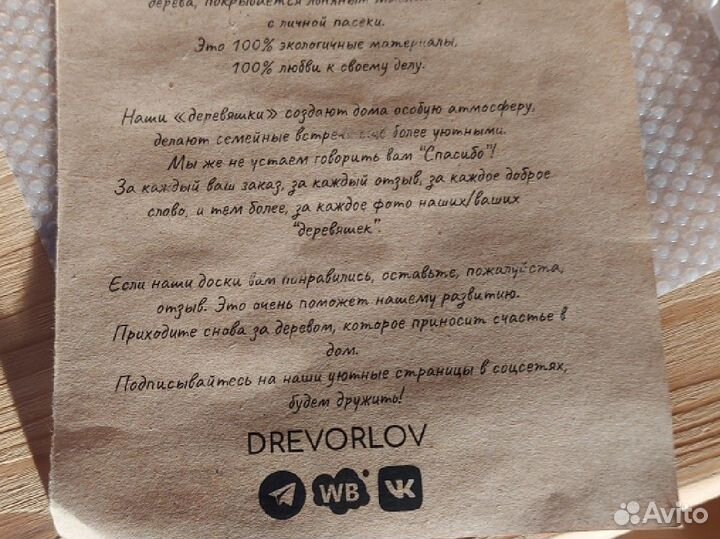 дерева, покрывается льняным
с личной пасеки.
Это 100% экологичные материалы,
100% любви к своему делу.
Наши «деревяшки» создают дома особую атмосферу,
делают семейные встречи ещё более уютными.
Мы же не устаем говорить вам "Спасибо"!
За каждый ваш заказ, за каждый отзыв, за каждое доброе
слово, и тем более, за каждое фото наших/ваших
"деревяшек".
Если наши доски вам понравились, оставьте, пожалуйста,
отзыв. Это очень поможет нашему развитию.
Приходите снова за деревом, которое приносит счастье в
дом.
Подписывайтесь на наши уютные страницы в соцсетях,
будем дружить!
DREVORLOV
WB
Avito